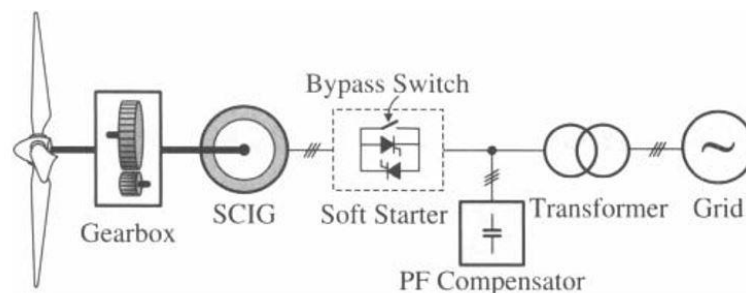 Bypass Switch
Gearbox
SCIG
Soft Starter
PF Compensator
Transformer
Grid